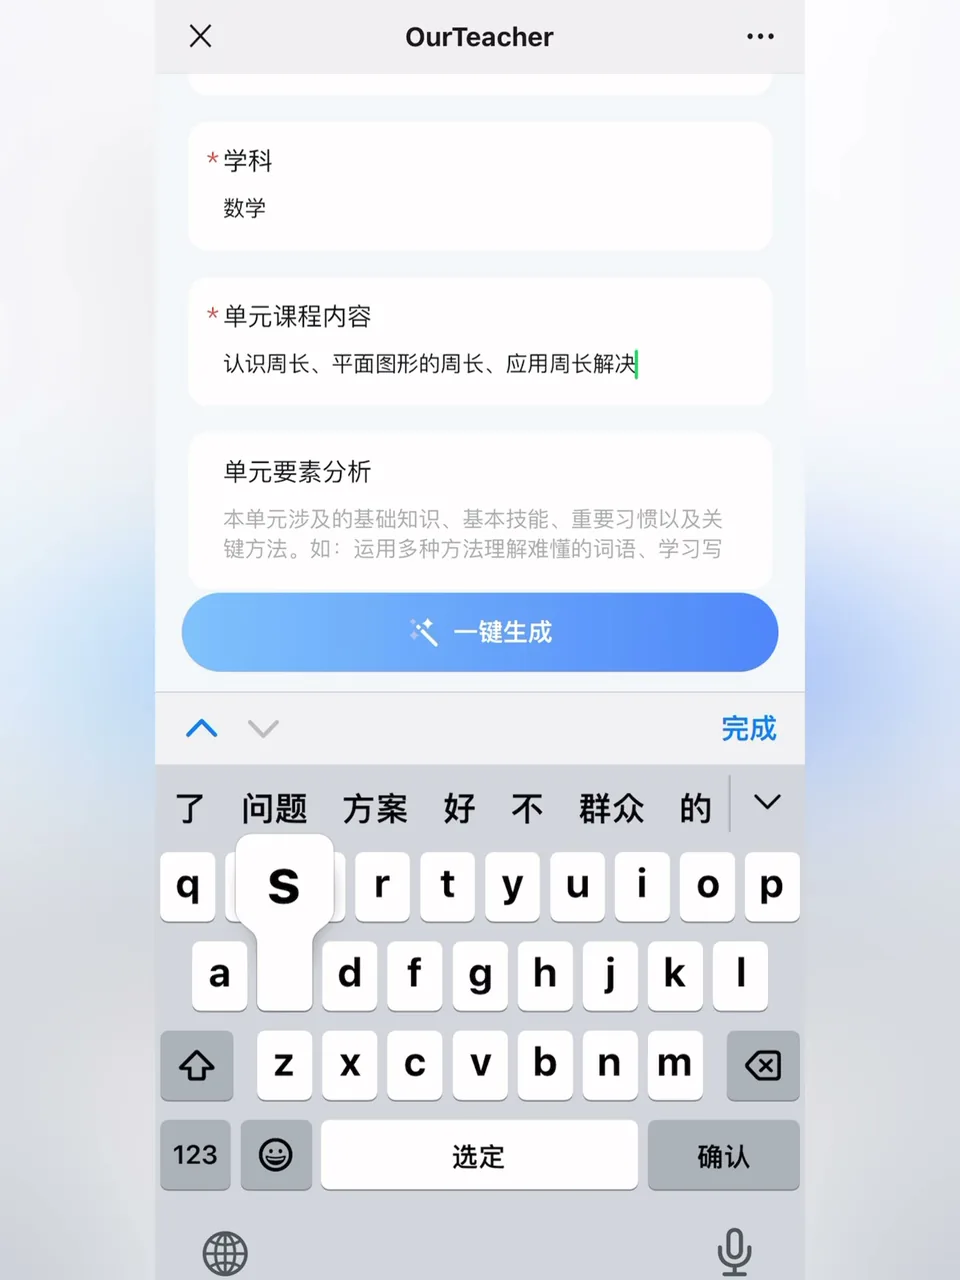 OurTeacher
* 学科
数学
* 单元课程内容
认识周长、平面图形的周长、应用周长解决
单元要素分析
本单元涉及的基础知识、基本技能、重要习惯以及关
键方法。如：运用多种方法理解难懂的词语、学习写
一键生成
完成
了 问题 方案 好 不 群众 的
q s r t y u i o p
a d f g h j k l
z x c v b n m
123 选定 确认